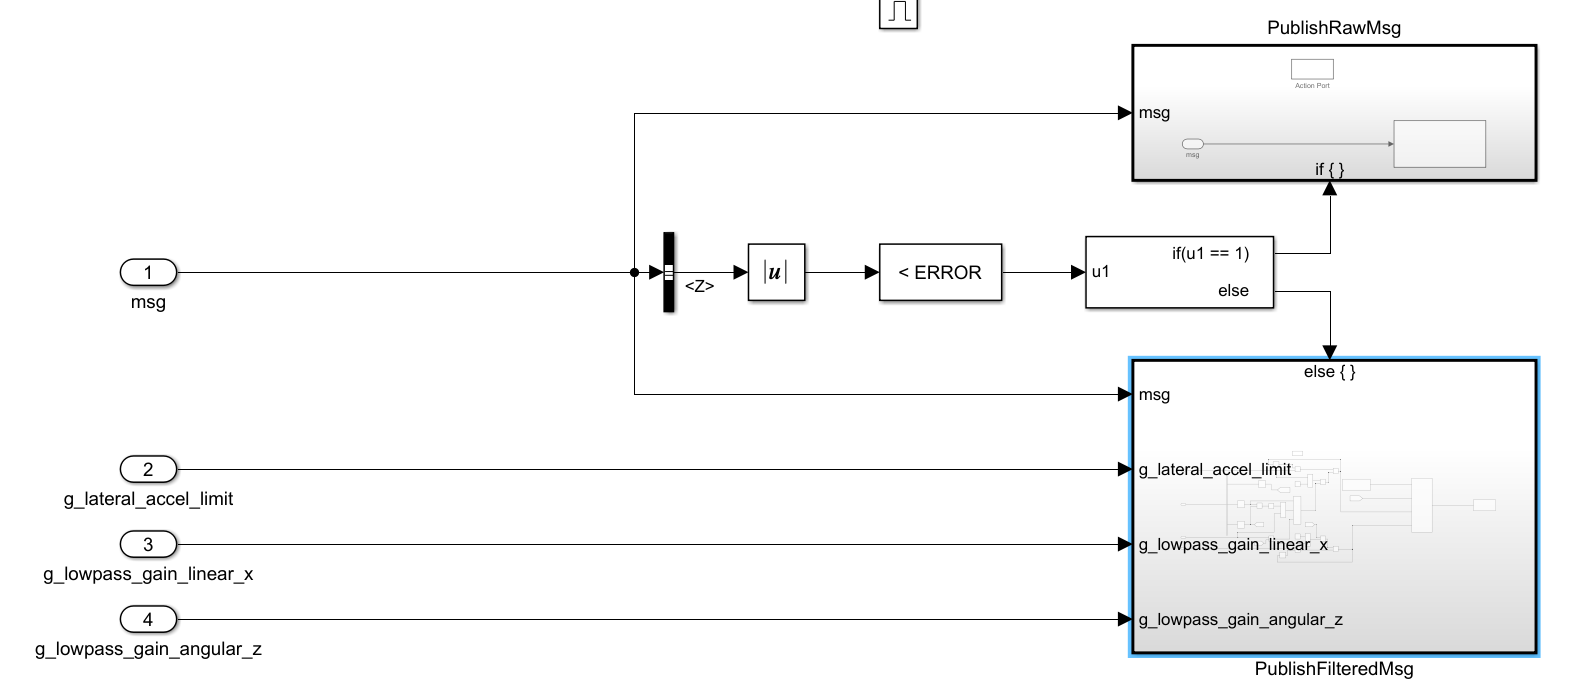 PublishRawMsg
Action Port
msg
msg
if { }
1
msg
<Z>
|u|
< ERROR
u1
if(u1 == 1)
else
else { }
msg
2
g_lateral_accel_limit
g_lateral_accel_limit
3
g_lowpass_gain_linear_x
g_lowpass_gain_linear_x
4
g_lowpass_gain_angular_z
g_lowpass_gain_angular_z
PublishFilteredMsg